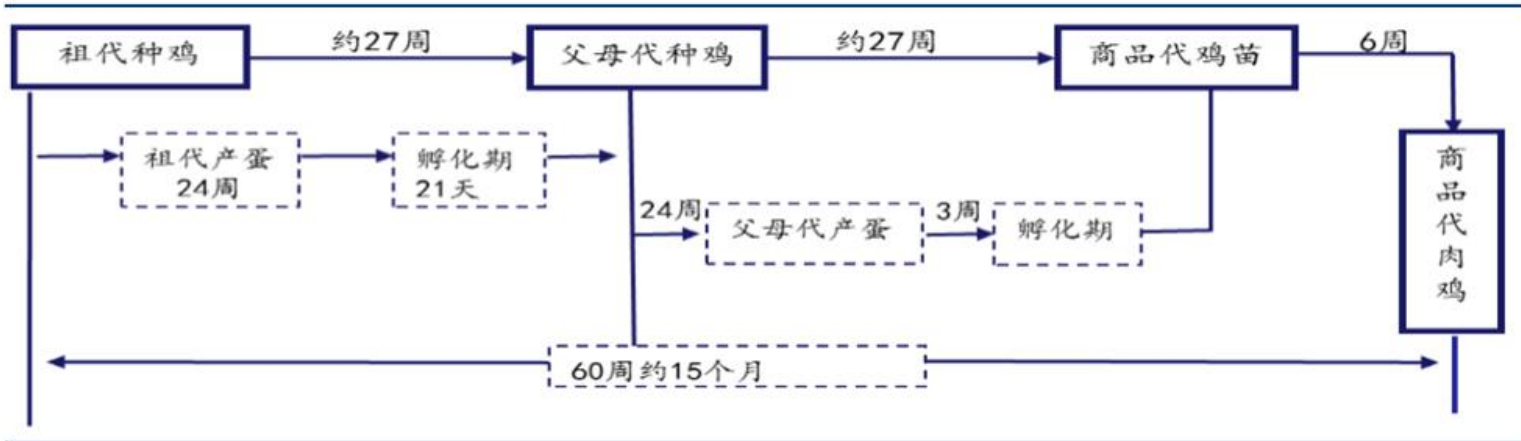 祖代种鸡
约27周
父母代种鸡
约27周
商品代鸡苗
6周
祖代产蛋
24周
孵化期
21天
24周
父母代产蛋
3周
孵化期
商品代肉鸡
60周约15个月